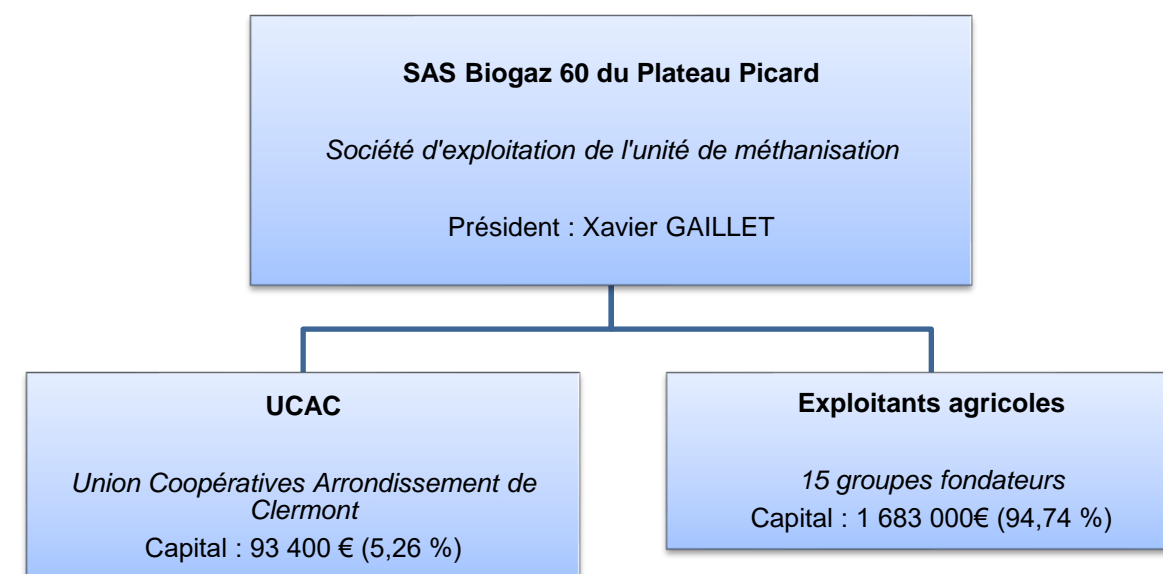 SAS Biogaz 60 du Plateau Picard
Société d'exploitation de l'unité de méthanisation
Président : Xavier GAILLET
UCAC
Union Coopératives Arrondissement de
Clermont
Capital : 93 400 € (5,26 %)
Exploitants agricoles
15 groupes fondateurs
Capital : 1 683 000€ (94,74 %)